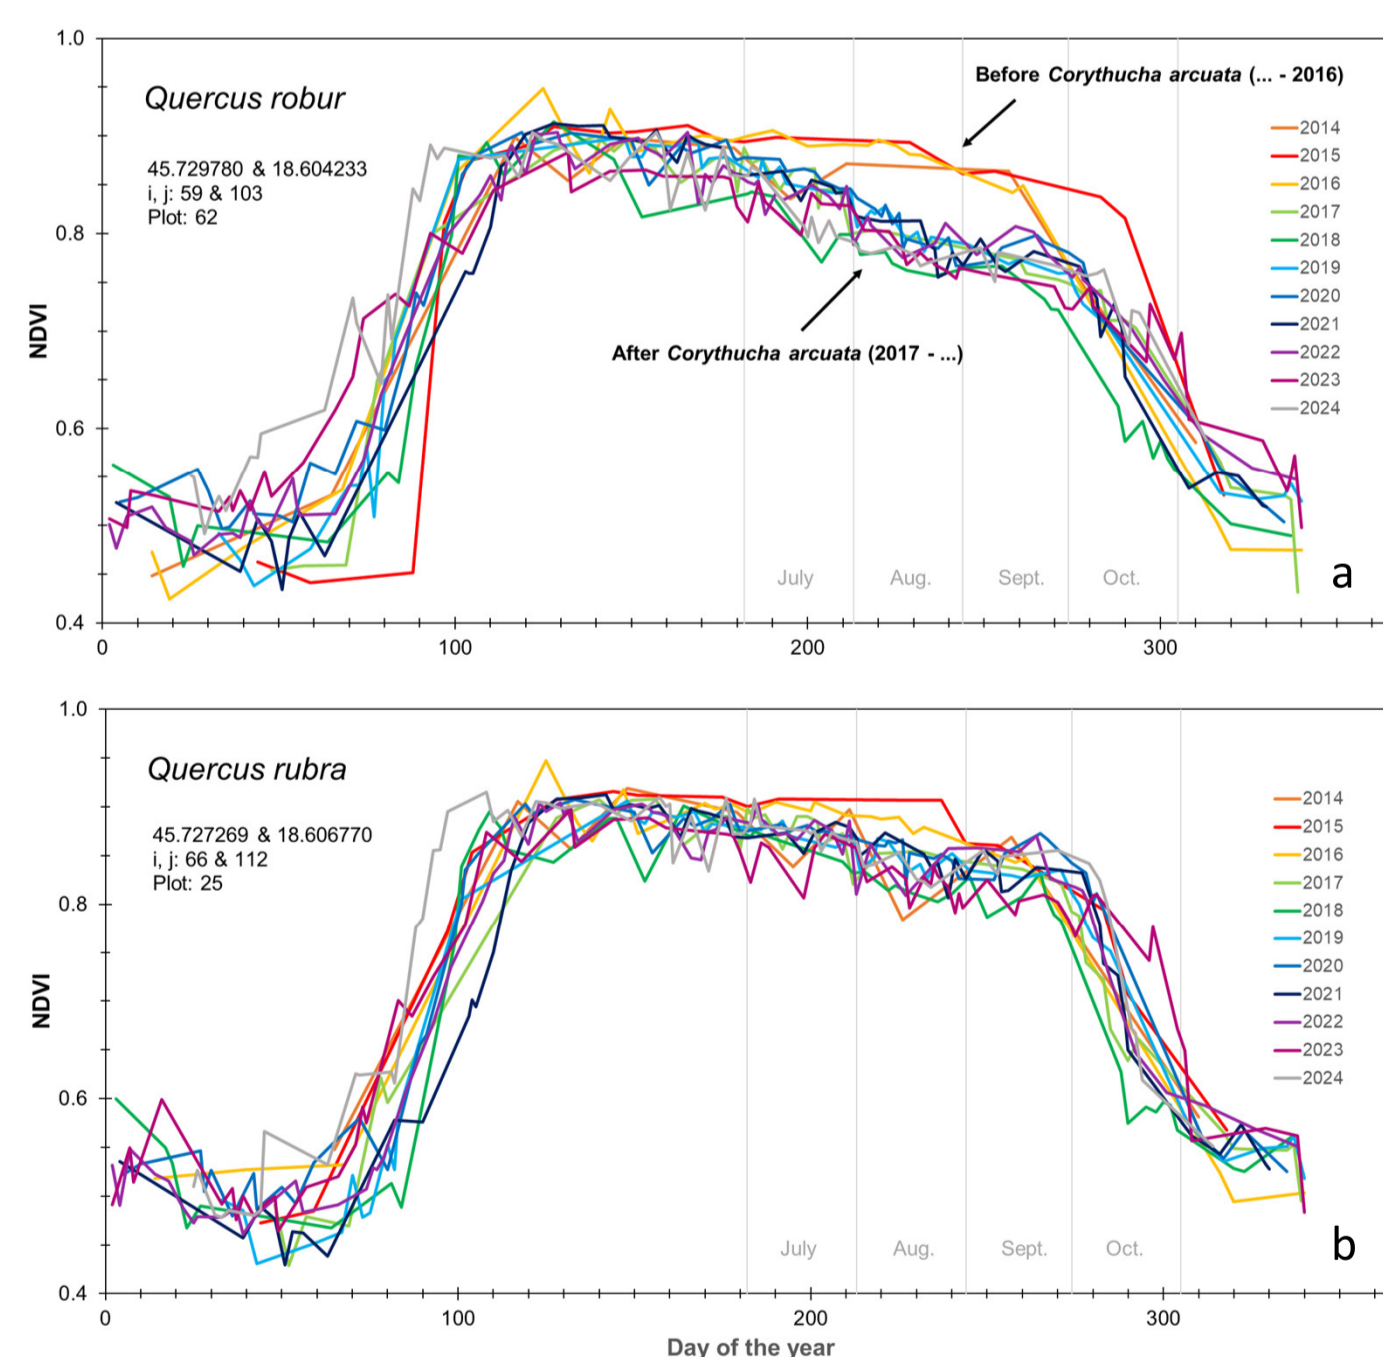 1.0
Before Corythucha arcuata (... - 2016)
Quercus robur
2014
45.729780 & 18.604233
2015
i, j: 59 & 103
2016
Plot: 62
2017
0.8
2018
2019
2020
NDVI
2021
After Corythucha arcuata (2017 - ...)
2022
2023
2024
0.6
July Aug. Sept. Oct.
a
0.4
0 100 200 300
1.0
Quercus rubra
2014
45.727269 & 18.606770
2015
i, j: 66 & 112
2016
Plot: 25
2017
0.8
2018
2019
2020
NDVI
2021
2022
2023
2024
0.6
July Aug. Sept. Oct.
b
0.4
0 100 200 300
Day of the year